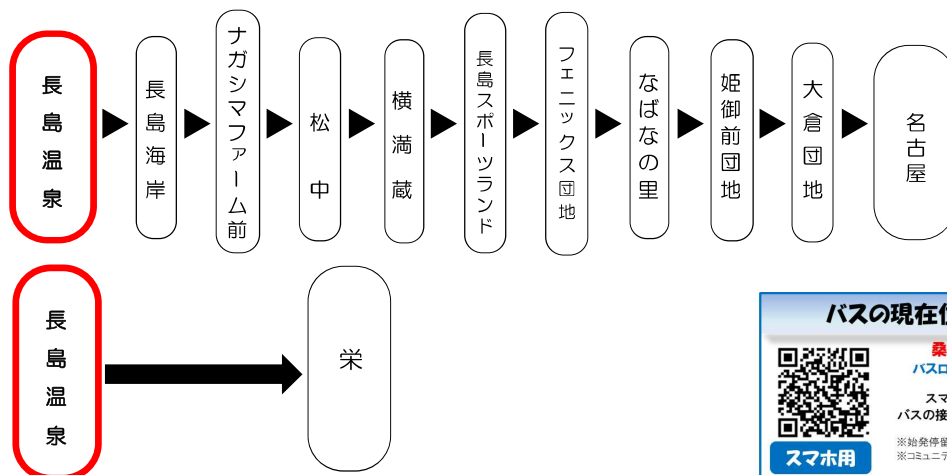 長島温泉
長島海岸
ナガシマファーム前
松中
横満蔵
長島スポーツランド
フェニックス団地
なばなの里
姫御前団地
大倉団地
名古屋
長島温泉
栄
バスの現在位
桑
バスロ
スマ
バスの接
※始発停留
※コミュニテ
スマホ用